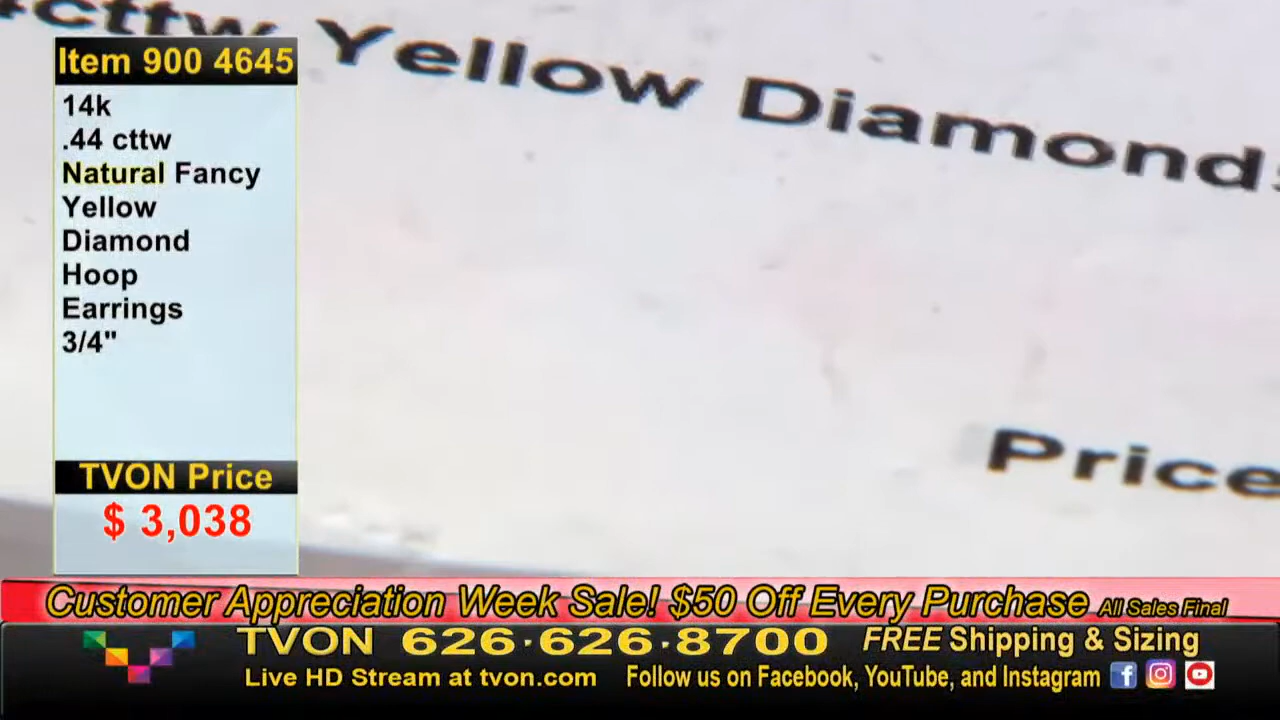 cttw Yellow Diamond
Price
Item 900 4645
14k
.44 cttw
Natural Fancy
Yellow
Diamond
Hoop
Earrings
3/4"
TVON Price
$ 3,038
Customer Appreciation Week Sale! $50 Off Every Purchase All Sales Final
TVON 626·626·8700 FREE Shipping & Sizing
Live HD Stream at tvon.com Follow us on Facebook, YouTube, and Instagram